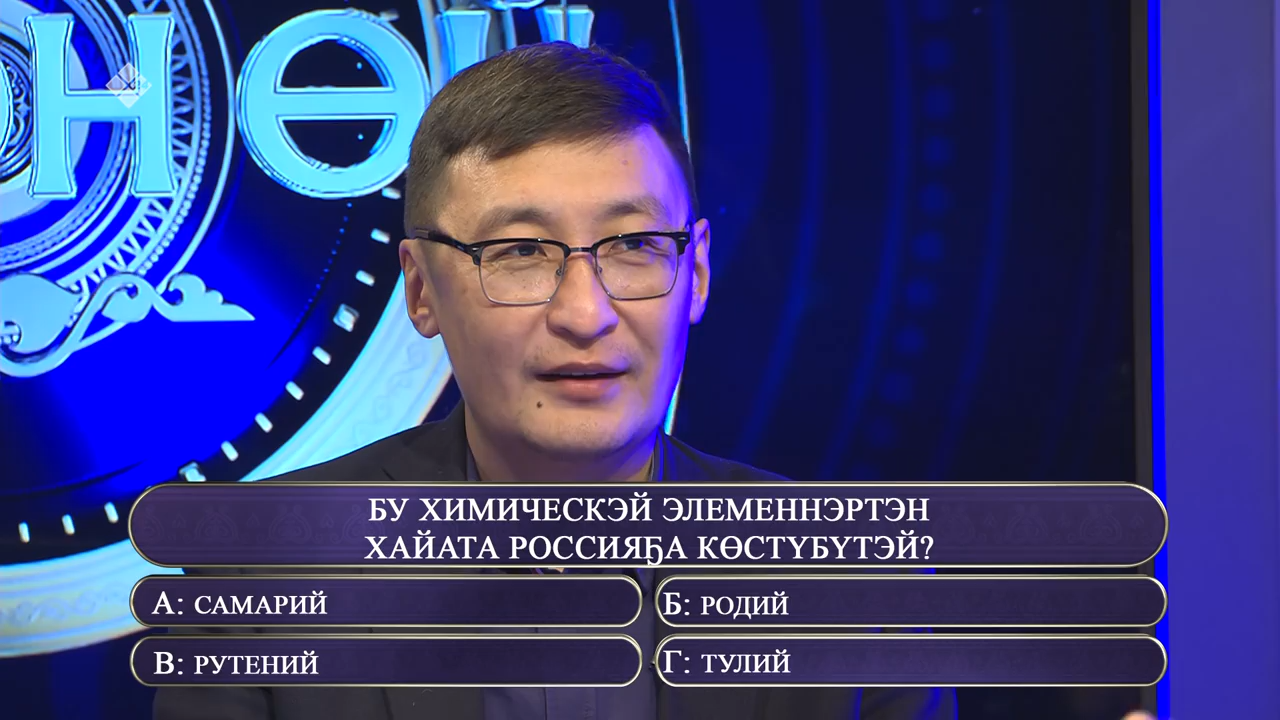 БУ ХИМИЧЕСКЭЙ ЭЛЕМЕННЭРТЭН
ХАЙАТА РОССИЯҔА КӨСТҮБҮТЭЙ?
А: САМАРИЙ
Б: РОДИЙ
В: РУТЕНИЙ
Г: ТУЛИЙ